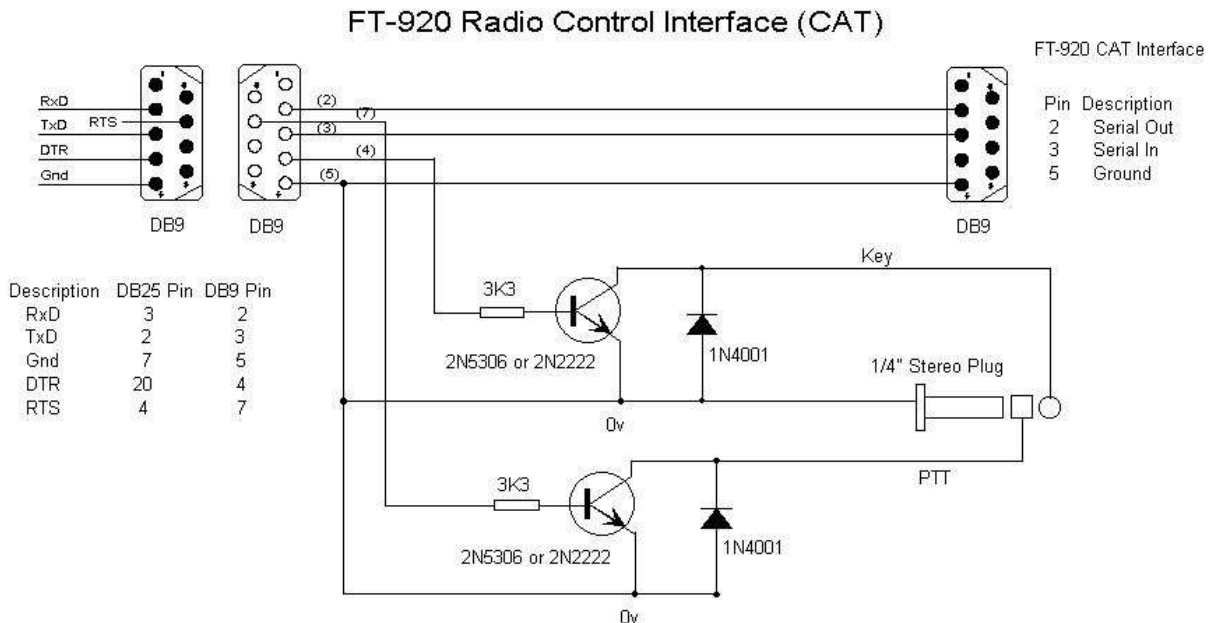 FT-920 Radio Control Interface (CAT)
FT-920 CAT Interface
Pin Description
2 Serial Out
3 Serial In
5 Ground
RxD
TxD
RTS
DTR
Gnd
DB9
DB9
(2)
(7)
(3)
(4)
(5)
DB9
Description DB25 Pin DB9 Pin
RxD 3 2
TxD 2 3
Gnd 7 5
DTR 20 4
RTS 4 7
Key
3K3
2N5306 or 2N2222
1N4001
1/4" Stereo Plug
0v
PTT
3K3
2N5306 or 2N2222
1N4001
0v